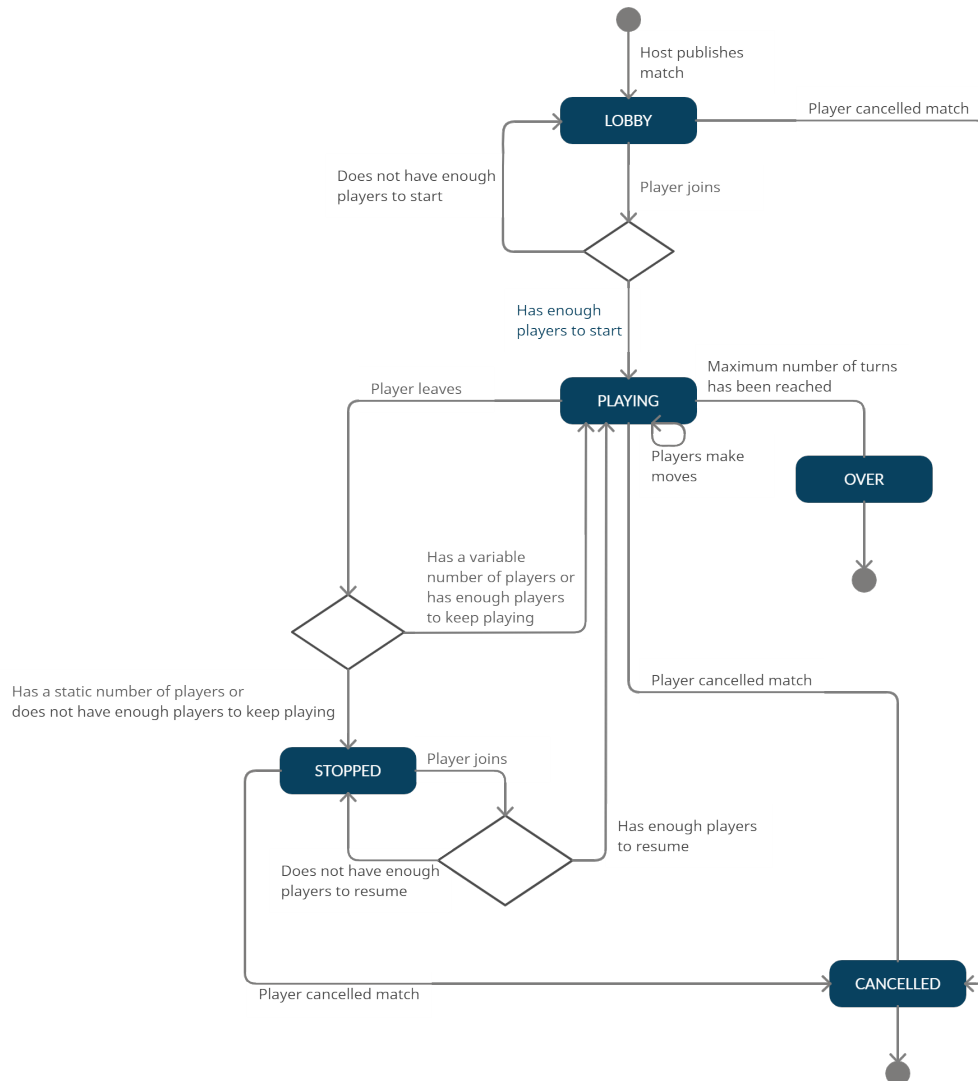 Host publishes
match
LOBBY
Player cancelled match
Does not have enough
players to start
Player joins
Has enough
players to start
Player leaves
PLAYING
Maximum number of turns
has been reached
Players make
moves
OVER
Has a variable
number of players or
has enough players
to keep playing
Has a static number of players or
does not have enough players to keep playing
Player cancelled match
STOPPED
Player joins
Has enough players
to resume
Does not have enough
players to resume
CANCELLED
Player cancelled match